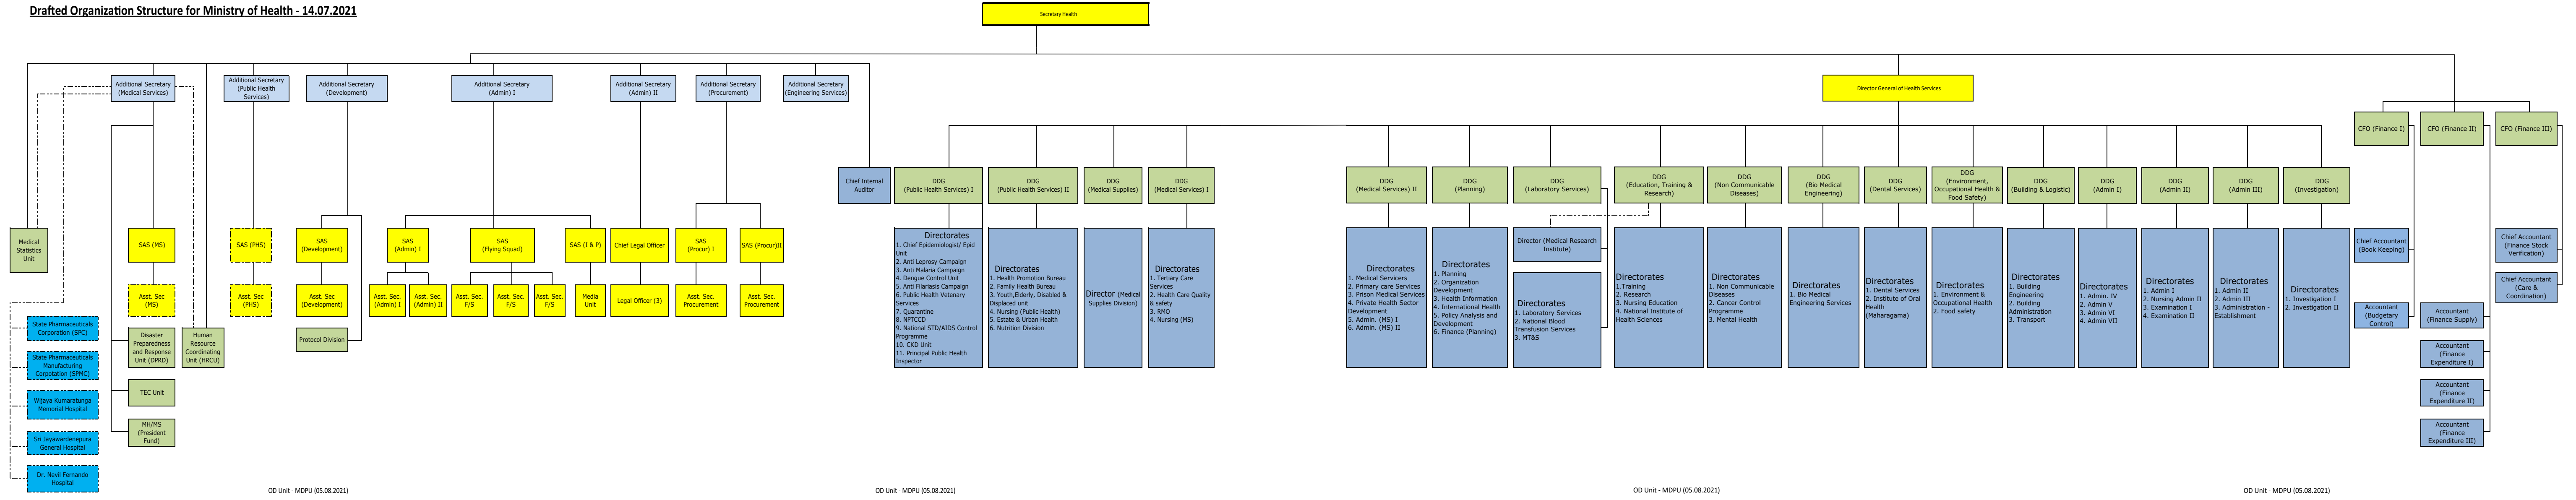 Drafted Organization Structure for Ministry of Health - 14.07.2021
Secretary Health
Additional Secretary
(Medical Services)
Additional Secretary
(Public Health
Services)
Additional Secretary
(Development)
Additional Secretary
(Admin) I
Additional Secretary
(Admin) II
Additional Secretary
(Procurement)
Additional Secretary
(Engineering Services)
Director General of Health Services
CFO (Finance I)
CFO (Finance II)
CFO (Finance III)
Chief Internal
Auditor
DDG
(Public Health Services) I
DDG
(Public Health Services) II
DDG
(Medical Supplies)
DDG
(Medical Services) I
DDG
(Medical Services) II
DDG
(Planning)
DDG
(Laboratory Services)
DDG
(Education, Training &
Research)
DDG
(Non Communicable
Diseases)
DDG
(Bio Medical
Engineering)
DDG
(Dental Services)
DDG
(Environment,
Occupational Health &
Food Safety)
DDG
(Building & Logistic)
DDG
(Admin I)
DDG
(Admin II)
DDG
(Admin III)
DDG
(Investigation)
Medical
Statistics
Unit
SAS (MS)
SAS (PHS)
SAS
(Development)
SAS
(Admin) I
SAS
(Flying Squad)
SAS (I & P)
Chief Legal Officer
SAS
(Procur) I
SAS (Procur)II
Asst. Sec
(MS)
Asst. Sec
(PHS)
Asst. Sec
(Development)
Asst. Sec.
(Admin) I
Asst. Sec.
(Admin) II
Asst. Sec.
F/S
Asst. Sec.
F/S
Asst. Sec.
F/S
Media
Unit
Legal Officer (3)
Asst. Sec.
Procurement
Asst. Sec.
Procurement
State Pharmaceuticals
Corporation (SPC)
State Pharmaceuticals
Manufacturing
Corpotation (SPMC)
Wijaya Kumaratunga
Memorial Hospital
Sri Jayawardenepura
General Hospital
Dr. Nevil Fernando
Hospital
Disaster
Preparedness
and Response
Unit (DPRD)
TEC Unit
MH/MS
(President
Fund)
Human
Resource
Coordinating
Unit (HRCU)
Protocol Division
Directorates
1. Chief Epidemiologist/ Epid
Unit
2. Anti Leprosy Campaign
3. Anti Malaria Campaign
4. Dengue Control Unit
5. Anti Filariasis Campaign
6. Public Health Vetenary
Services
7. Quarantine
8. NPTCCD
9. National STD/AIDS Control
Programme
10. CKD Unit
11. Principal Public Health
Inspector
Directorates
1. Health Promotion Bureau
2. Family Health Bureau
3. Youth,Elderly, Disabled &
Displaced unit
4. Nursing (Public Health)
5. Estate & Urban Health
6. Nutrition Division
Director (Medical
Supplies Division)
Directorates
1. Tertiary Care
Services
2. Health Care Quality
& safety
3. RMO
4. Nursing (MS)
Directorates
1. Medical Servicers
2. Primary care Services
3. Prison Medical Services
4. Private Health Sector
Development
5. Admin. (MS) I
6. Admin. (MS) II
Directorates
1. Planning
2. Organization
Development
3. Health Information
4. International Health
5. Policy Analysis and
Development
6. Finance (Planning)
Director (Medical Research
Institute)
Directorates
1. Laboratory Services
2. National Blood
Transfusion Services
3. MT&S
Directorates
1.Training
2. Research
3. Nursing Education
4. National Institute of
Health Sciences
Directorates
1. Non Communicable
Diseases
2. Cancer Control
Programme
3. Mental Health
Directorates
1. Bio Medical
Engineering Services
Directorates
1. Dental Services
2. Institute of Oral
Health
(Maharagama)
Directorates
1. Environment &
Occupational Health
2. Food safety
Directorates
1. Building
Engineering
2. Building
Administration
3. Transport
Directorates
1. Admin. IV
2. Admin V
3. Admin VI
4. Admin VII
Directorates
1. Admin I
2. Nursing Admin II
3. Examination I
4. Examination II
Directorates
1. Admin II
2. Admin III
3. Administration -
Establishment
Directorates
1. Investigation I
2. Investigation II
Chief Accountant
(Book Keeping)
Accountant
(Budgetary
Control)
Accountant
(Finance Supply)
Accountant
(Finance
Expenditure I)
Accountant
(Finance
Expenditure II)
Accountant
(Finance
Expenditure III)
Chief Accountant
(Finance Stock
Verification)
Chief Accountant
(Care &
Coordination)
OD Unit - MDPU (05.08.2021)
OD Unit - MDPU (05.08.2021)
OD Unit - MDPU (05.08.2021)
OD Unit - MDPU (05.08.2021)